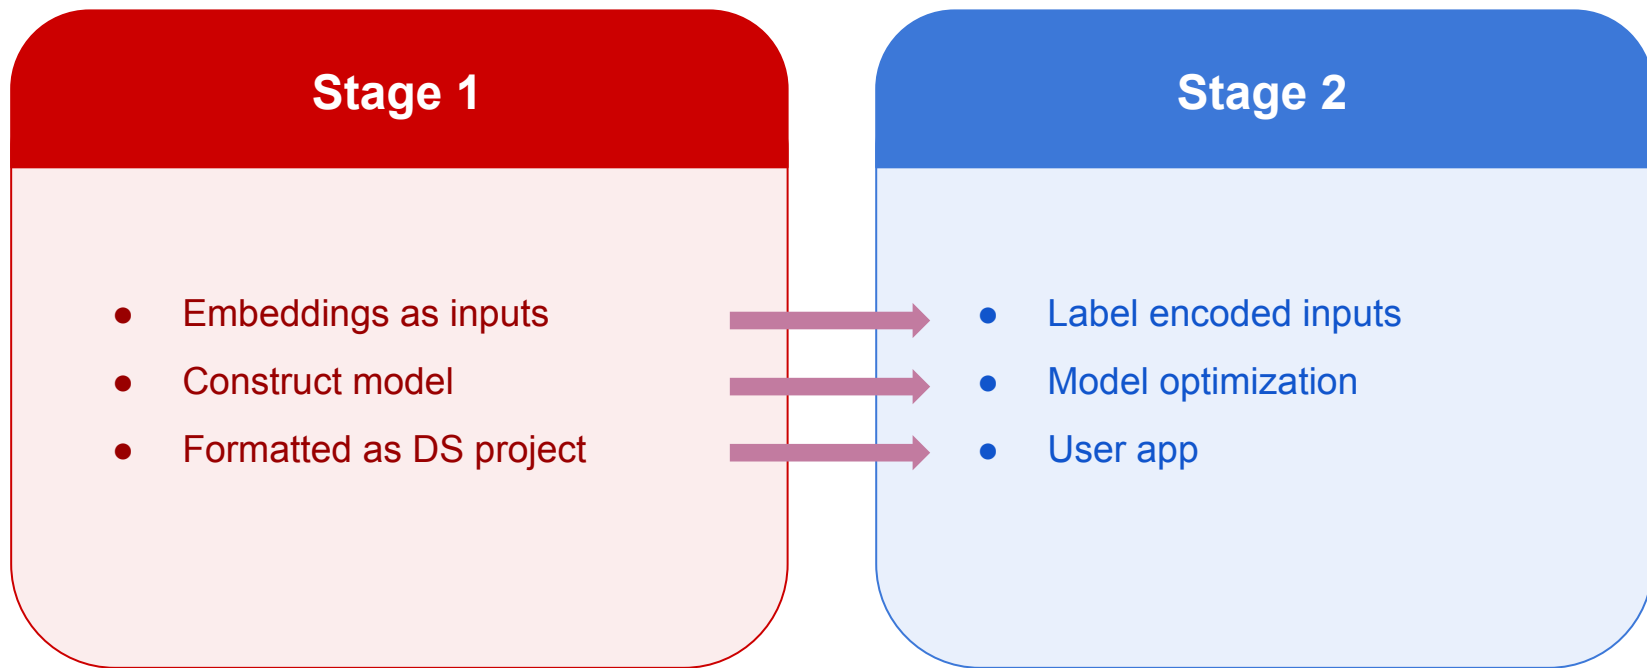 Stage 1
● Embeddings as inputs
● Construct model
● Formatted as DS project
Stage 2
● Label encoded inputs
● Model optimization
● User app